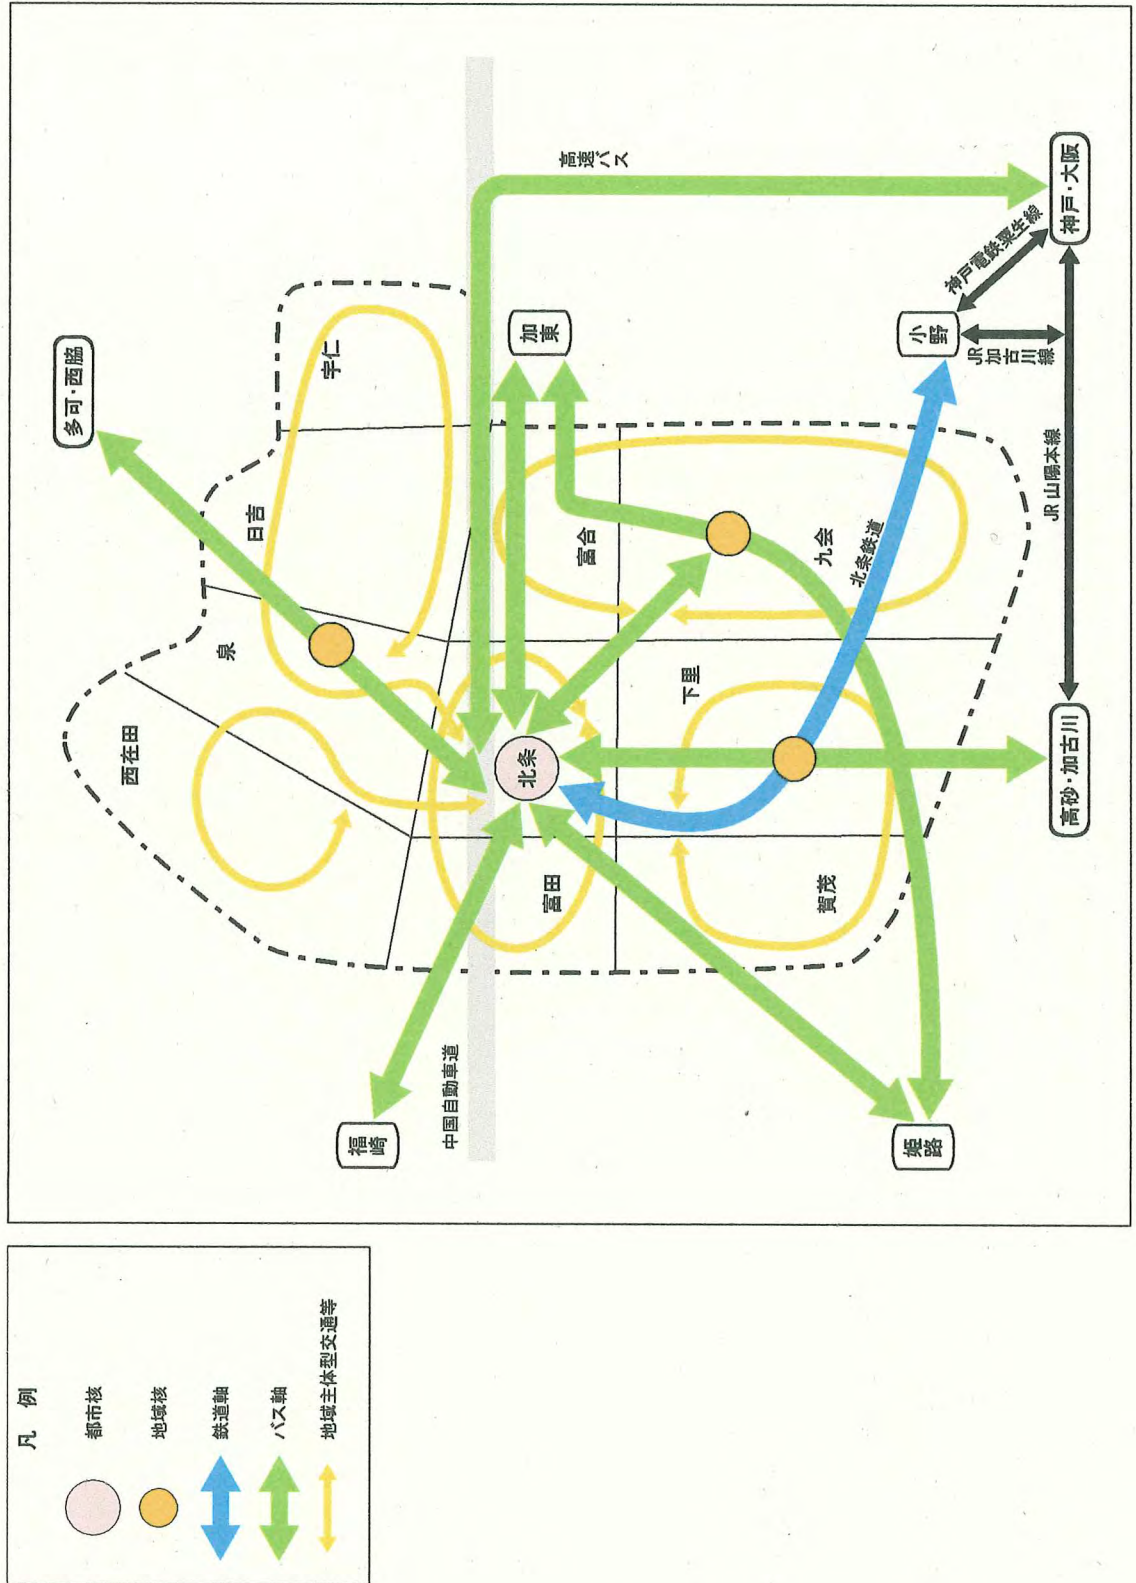 多可・西脇
宇仁
日吉
泉
西在田
加東
高速バス
神戸・大阪
神戸電鉄粟生線
小野
JR
加古川線
JR山陽本線
富合
九会
北条鉄道
下里
北条
高砂・加古川
富田
賀茂
福崎
中国自動車道
姫路
凡 例
都市核
地域核
鉄道軸
バス軸
地域主体型交通等